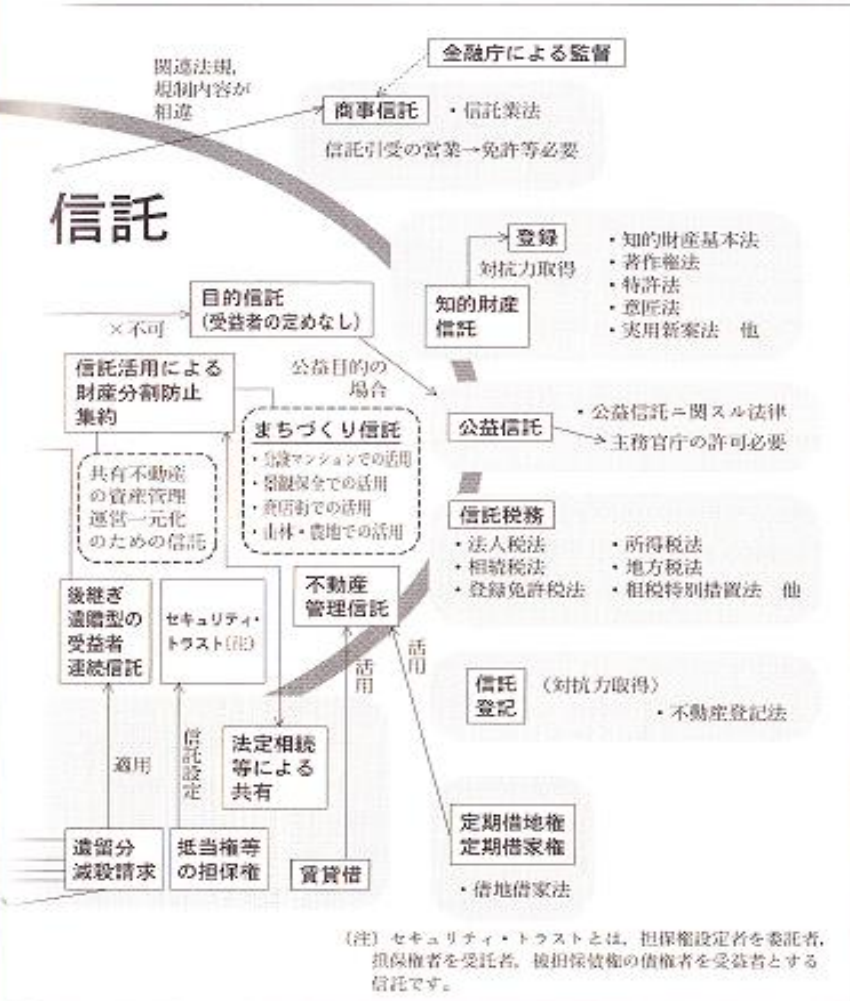 金融庁による監督
関連法規,
規制内容が
相違
商事信託
・信託業法
信託引受の営業→免許等必要
信託
登録
対抗力取得
知的財産
信託
・知的財産基本法
・著作権法
・特許法
・意匠法
・実用新案法 他
目的信託
(受益者の定めなし)
×不可
信託活用による
財産分割防止
集約
公益目的の
場合
まちづくり信託
・分譲マンションでの活用
・景観保全での活用
・商店街での活用
・山林・農地での活用
公益信託
・公益信託ニ関スル法律
主務官庁の許可必要
共有不動産
の資産管理
運営一元化
のための信託
信託税務
・法人税法
・相続税法
・登録免許税法
・所得税法
・地方税法
・租税特別措置法 他
後継ぎ
遺贈型の
受益者
連続信託
セキュリティ・
トラスト(注)
不動産
管理信託
活用
活用
信託
登記
(対抗力取得)
・不動産登記法
適用
信託設定
法定相続
等による
共有
遺留分
減殺請求
抵当権等
の担保権
賃貸借
定期借地権
定期借家権
・借地借家法
(注) セキュリティ・トラストとは, 担保権設定者を委託者,
担保権者を受託者, 被担保債権の債権者を受益者とする
信託です。